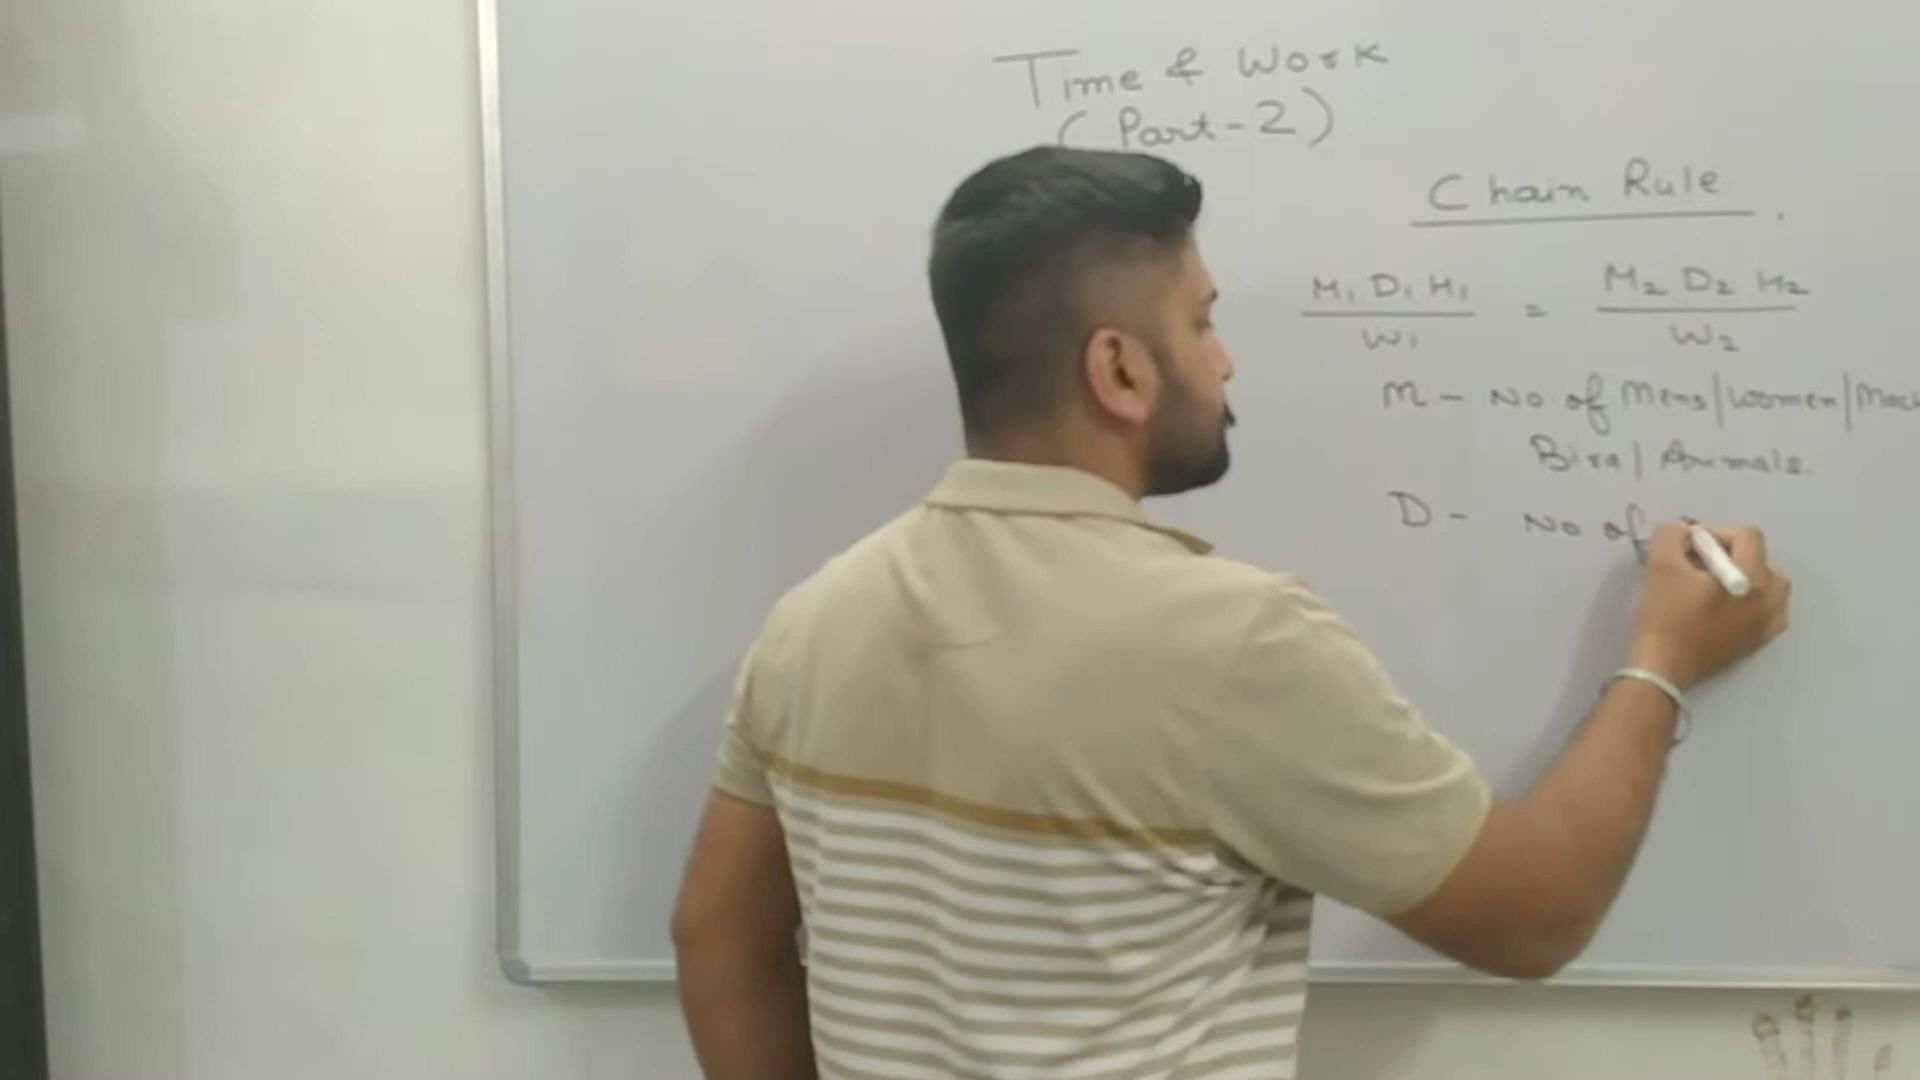 Time & Work
(Part-2)
Chain Rule
M₁ D₁ H₁ / W₁ = M₂ D₂ H₂ / W₂
M - No of Mens/Women/
/ Animals.
D - No of